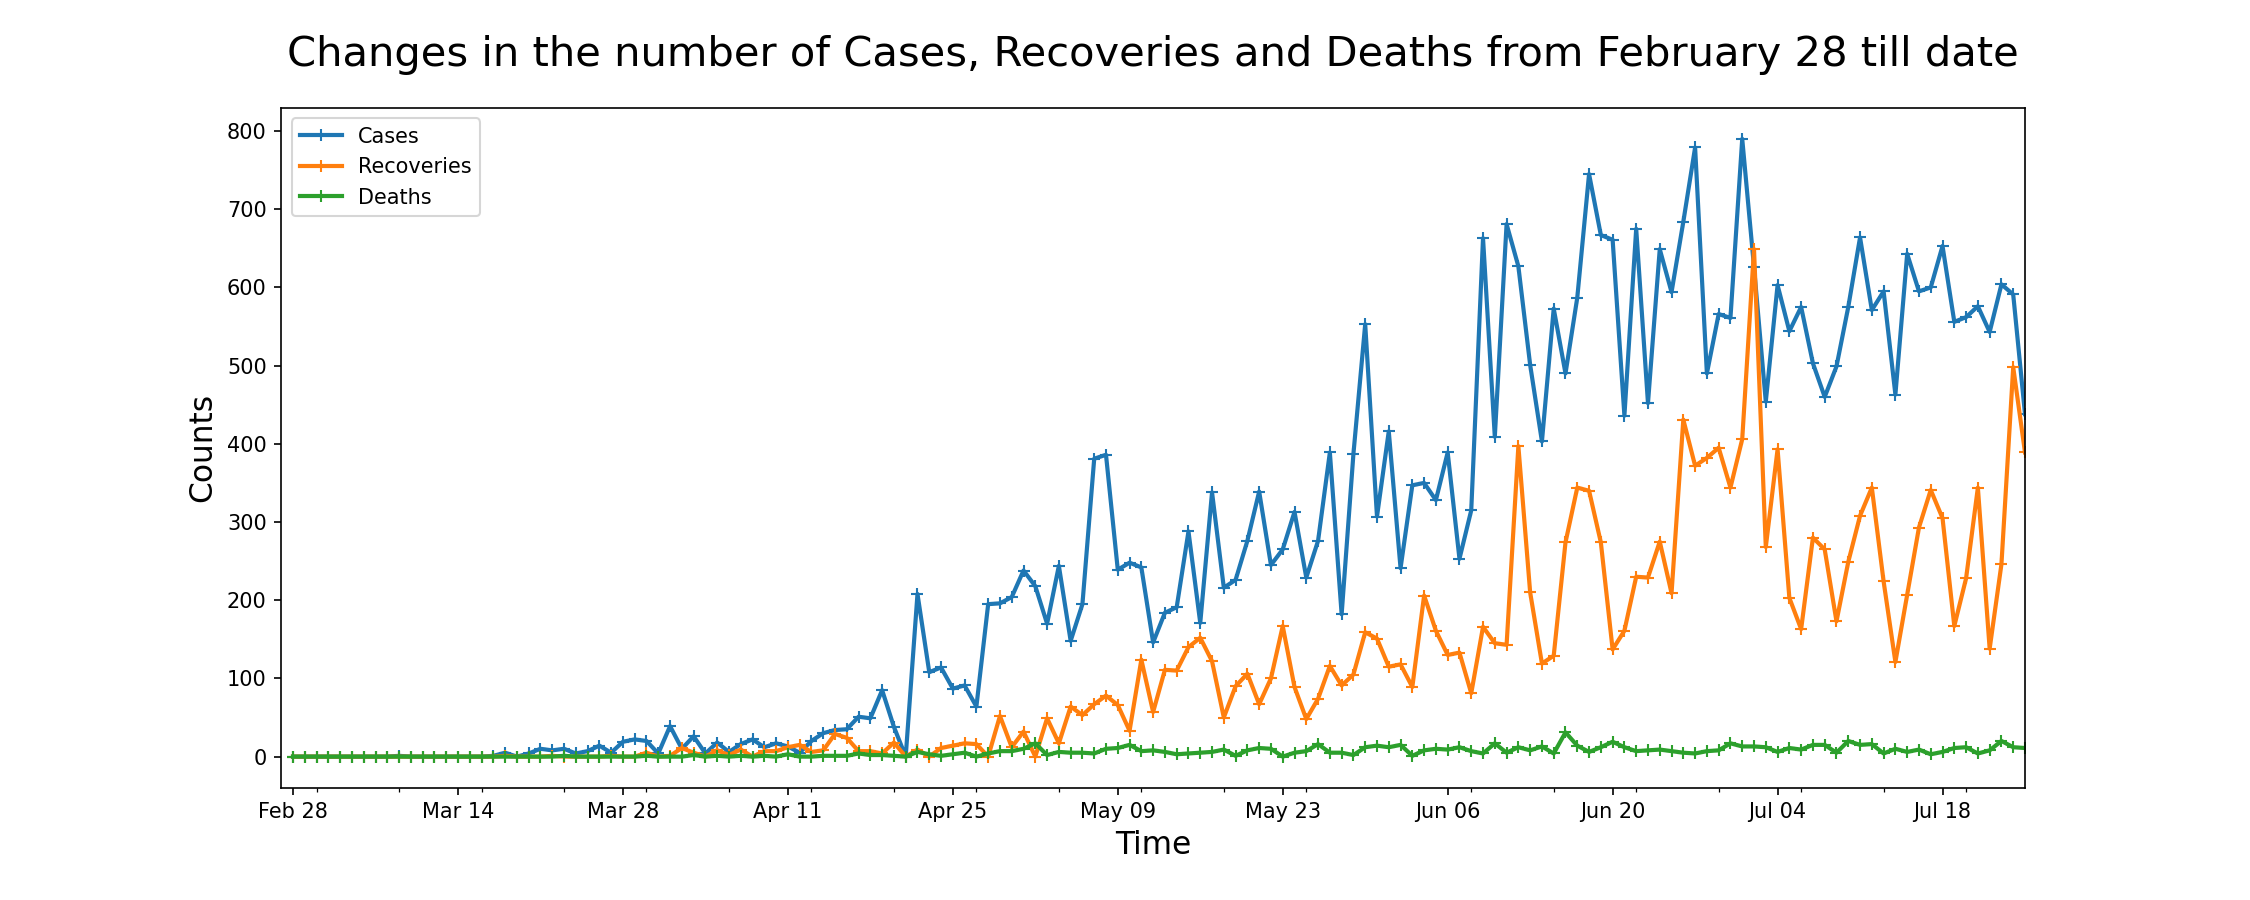 Changes in the number of Cases, Recoveries and Deaths from February 28 till date
Cases
Recoveries
Deaths
800
700
600
500
400
300
200
100
0
Counts
Feb 28 Mar 14 Mar 28 Apr 11 Apr 25 May 09 May 23 Jun 06 Jun 20 Jul 04 Jul 18
Time